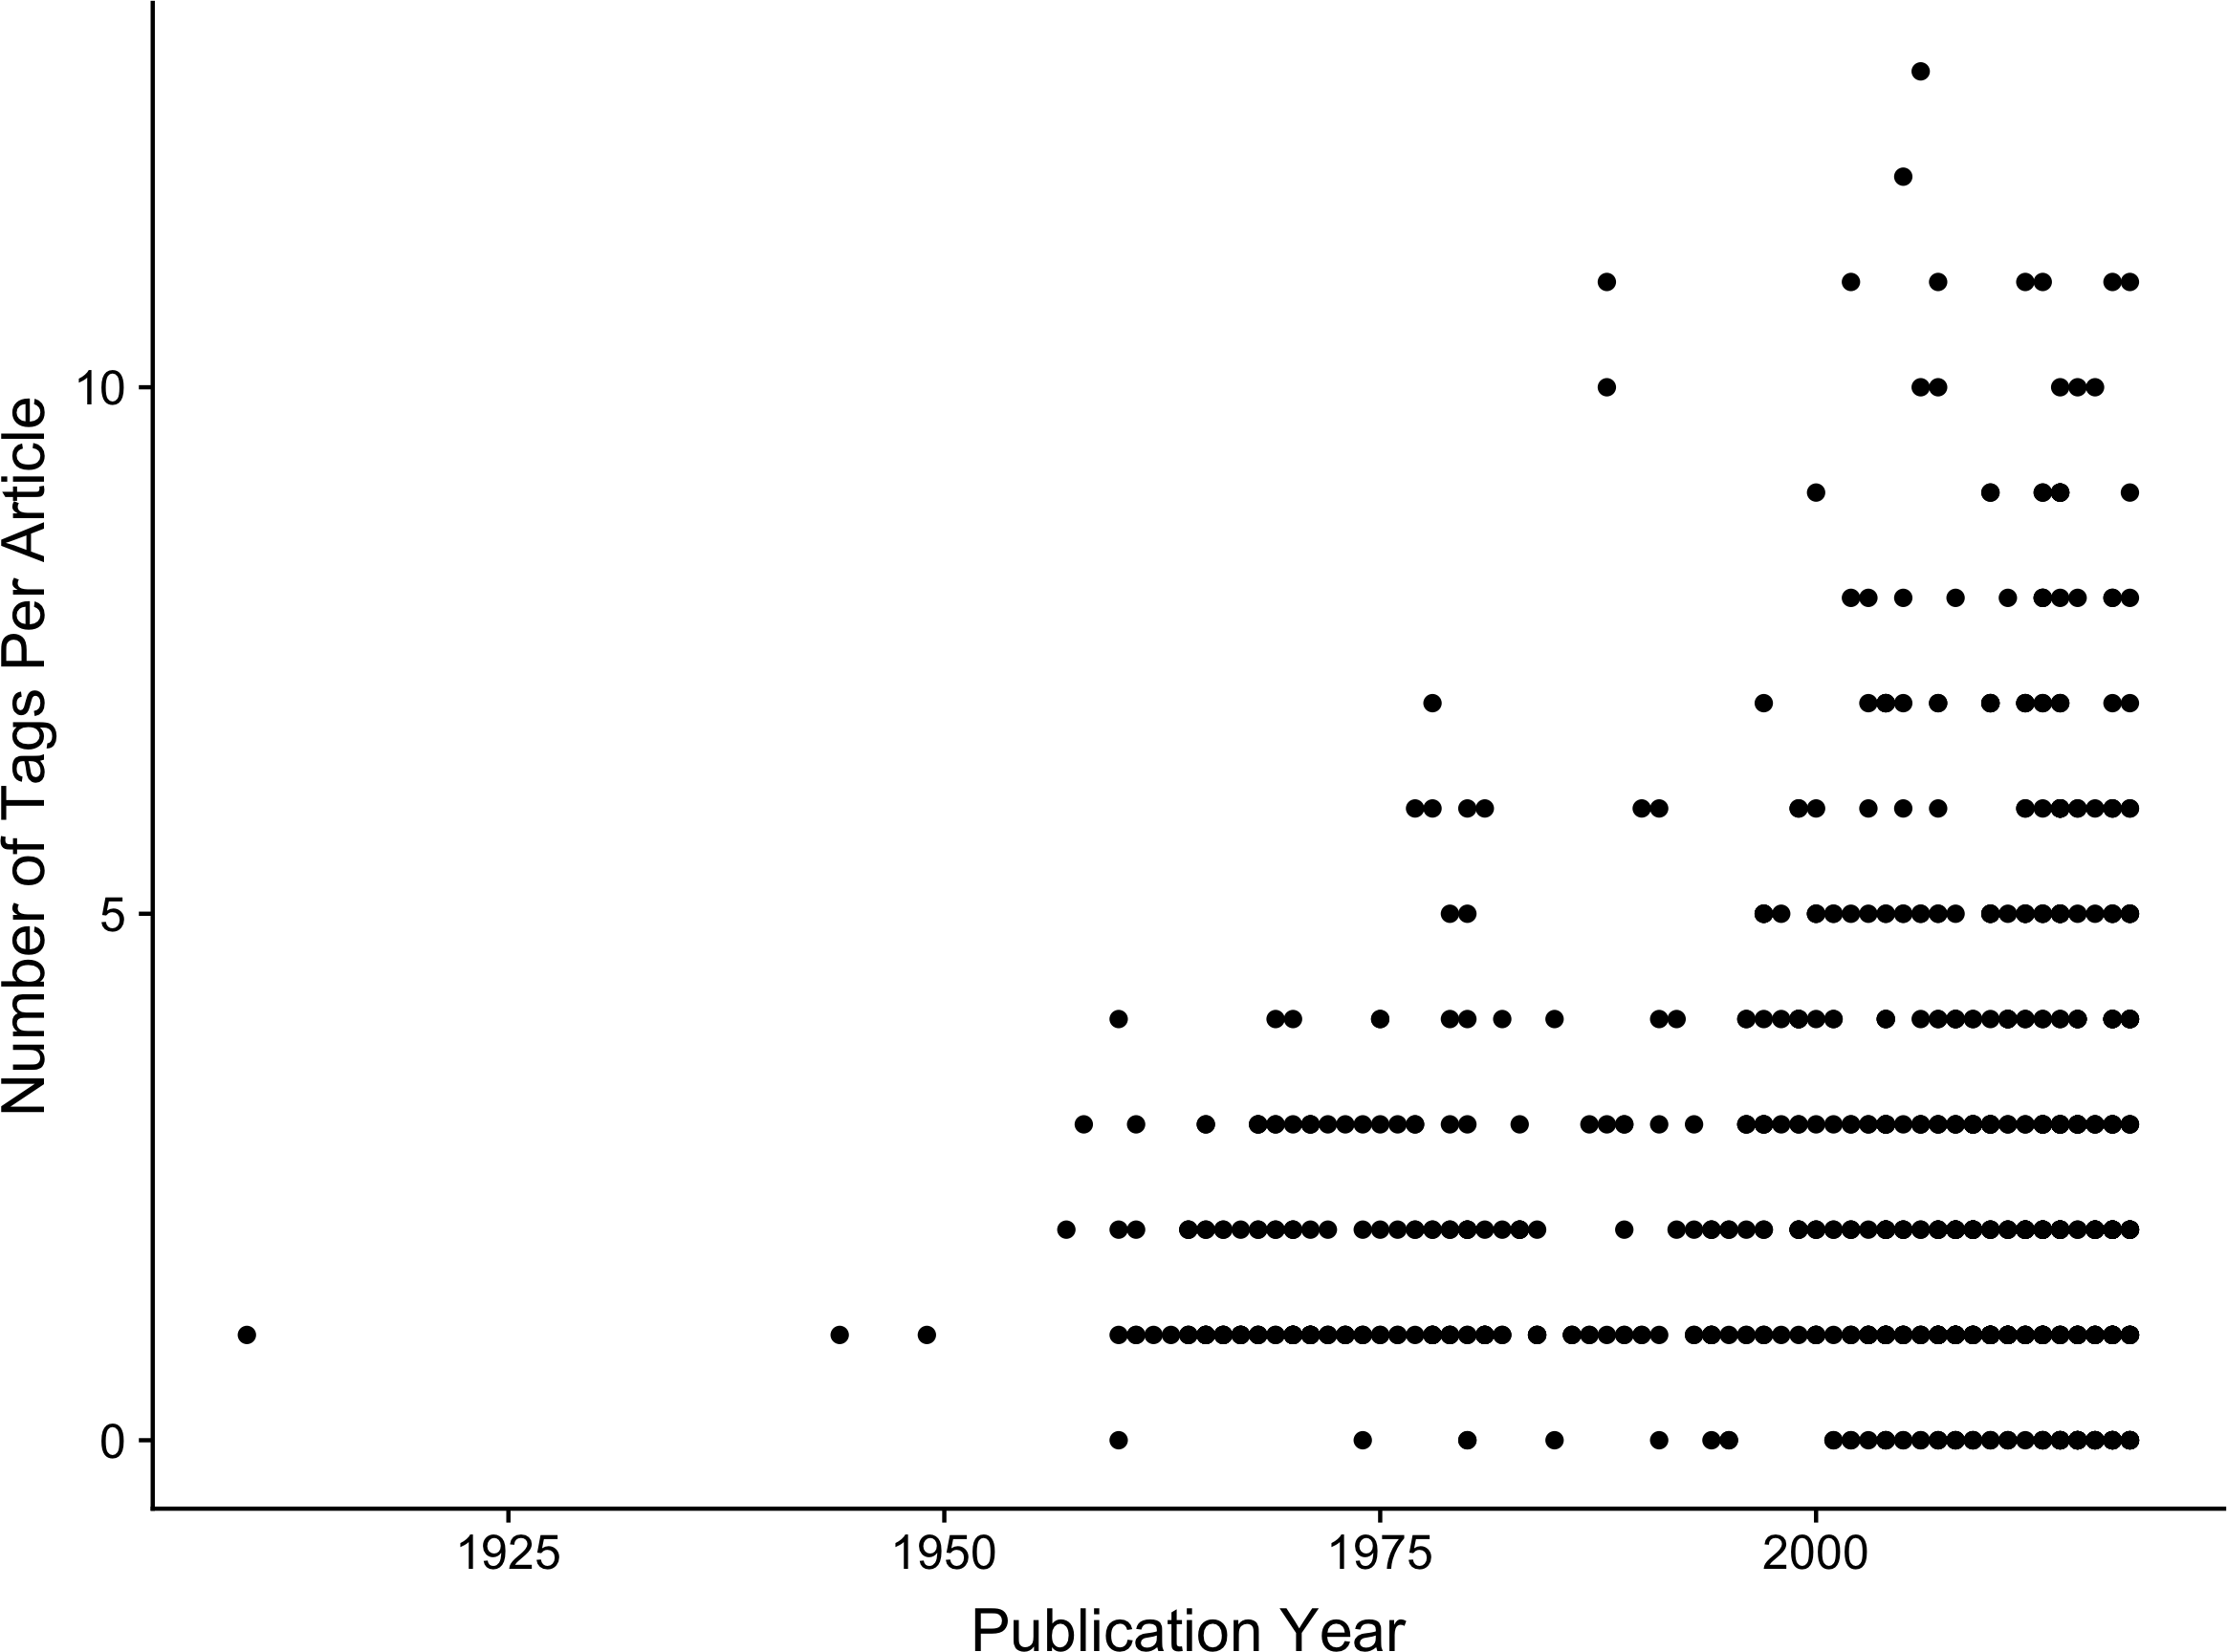 Number of Tags Per Article
10
5
0
1925 1950 1975 2000
Publication Year